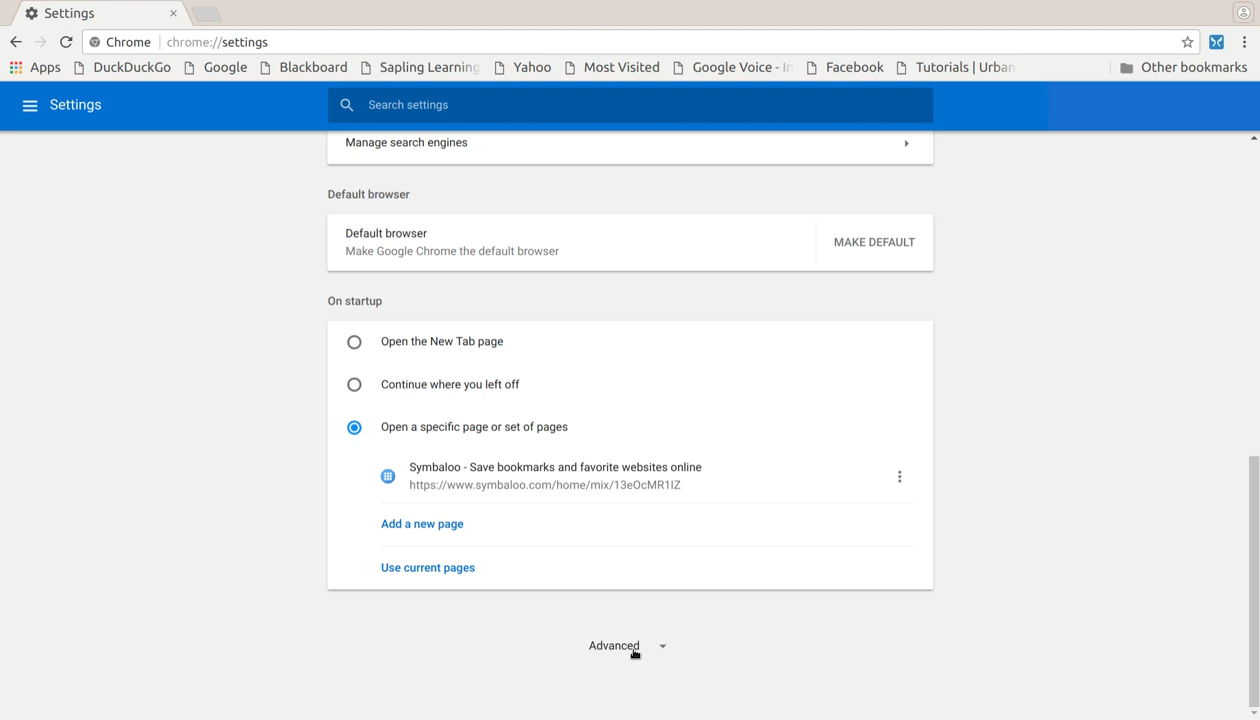 Settings
Chrome chrome://settings
Apps DuckDuckGo Google Blackboard Sapling Learning Yahoo Most Visited Google Voice - In Facebook Tutorials | Urban Other bookmarks
Settings Search settings
Manage search engines
Default browser
Default browser
Make Google Chrome the default browser
MAKE DEFAULT
On startup
Open the New Tab page
Continue where you left off
Open a specific page or set of pages
Symbaloo - Save bookmarks and favorite websites online
https://www.symbaloo.com/home/mix/13eOcMR1IZ
Add a new page
Use current pages
Advanced